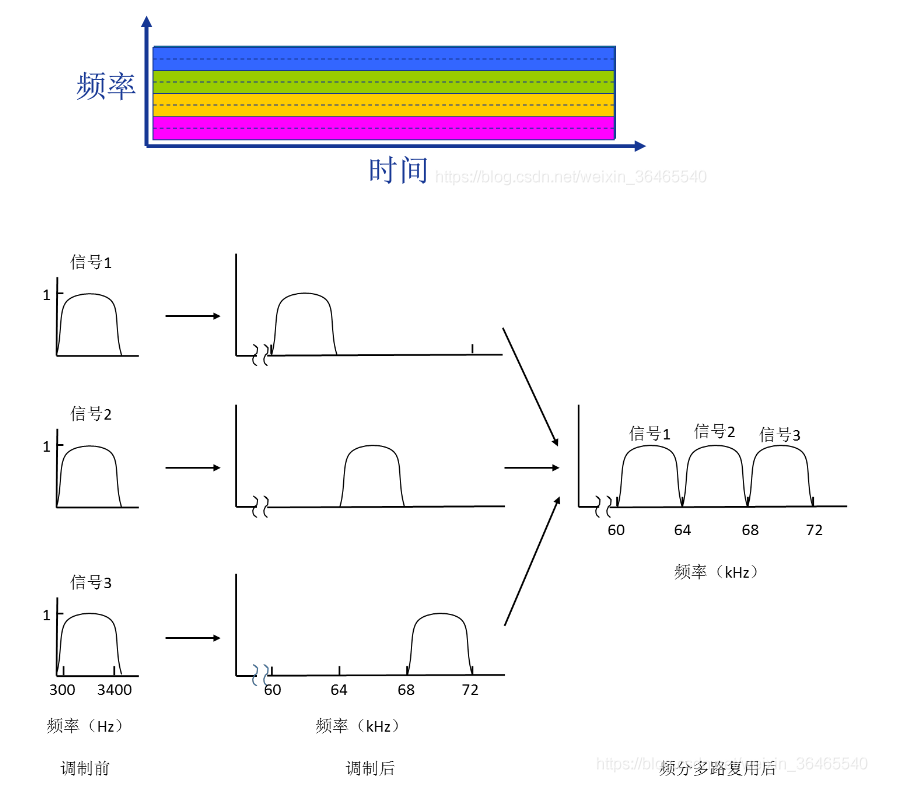 频率
时间
https://blog.csdn.net/weixin_36465540
信号1
1
信号2
1
信号1 信号2 信号3
60 64 68 72
频率（kHz）
信号3
1
300 3400
60 64 68 72
频率（Hz）
频率（kHz）
调制前
调制后
频分多路复用后
https://blog.csdn.net/weixin_36465540